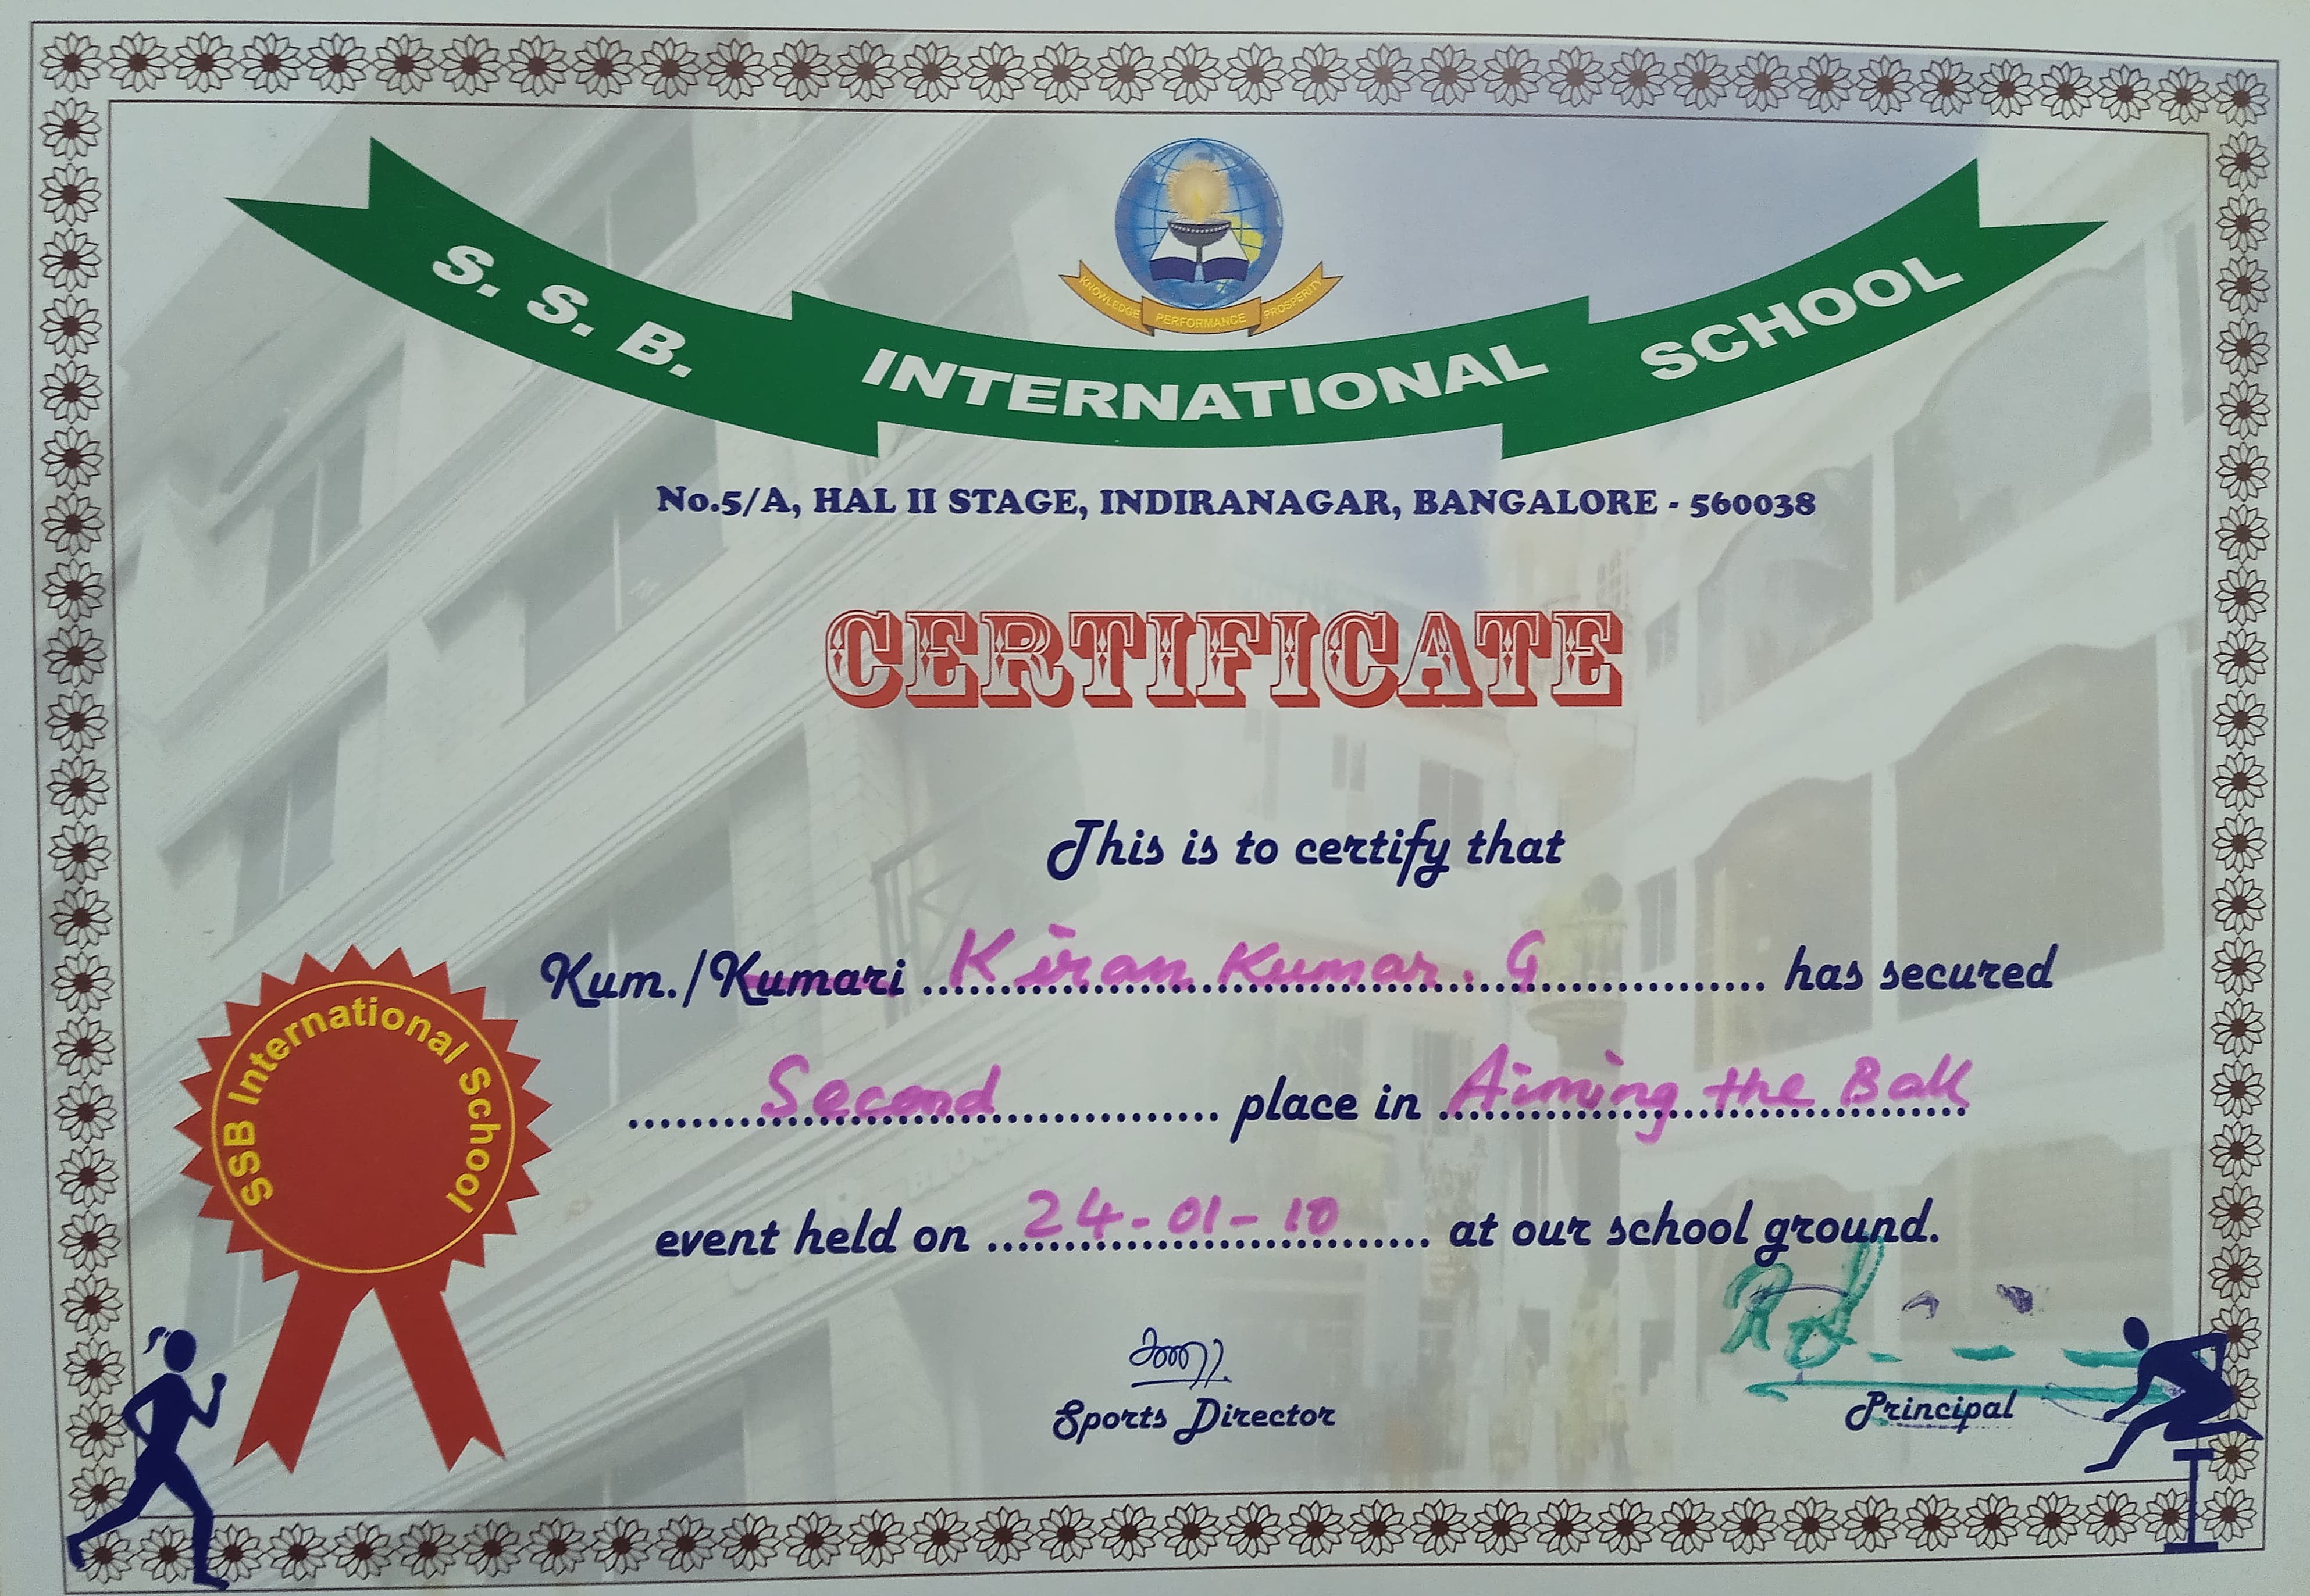 S. S. B. INTERNATIONAL SCHOOL
KNOWLEDGE PERFORMANCE PROSPERITY
No.5/A, HAL II STAGE, INDIRANAGAR, BANGALORE - 560038
CERTIFICATE
This is to certify that
Kum./Kumari Kiran Kumar. G has secured
Second place in Aiming the Ball
event held on 24-01-10 at our school ground.
SSB International School
Sports Director
Principal